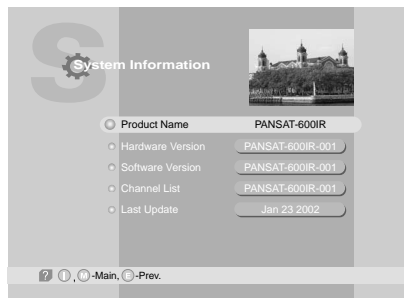 S
System Information
Product Name PANSAT-600IR
Hardware Version PANSAT-600IR-001
Software Version PANSAT-600IR-001
Channel List PANSAT-600IR-001
Last Update Jan 23 2002
? I , M -Main, E -Prev.